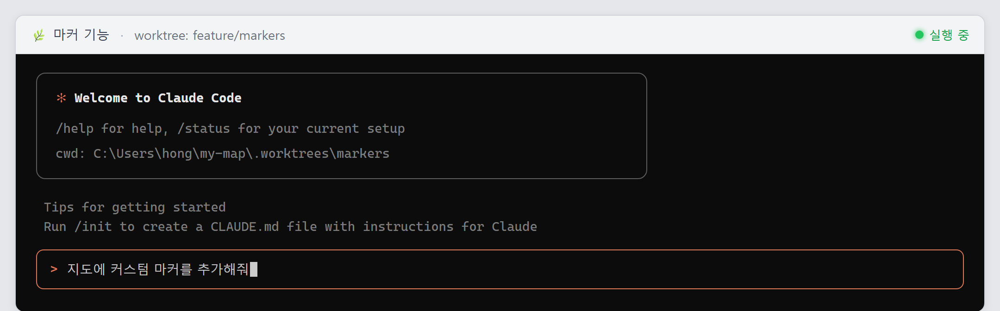 마커 기능 · worktree: feature/markers
실행 중
* Welcome to Claude Code
/help for help, /status for your current setup
cwd: C:\Users\hong\my-map\.worktrees\markers
Tips for getting started
Run /init to create a CLAUDE.md file with instructions for Claude
> 지도에 커스텀 마커를 추가해줘